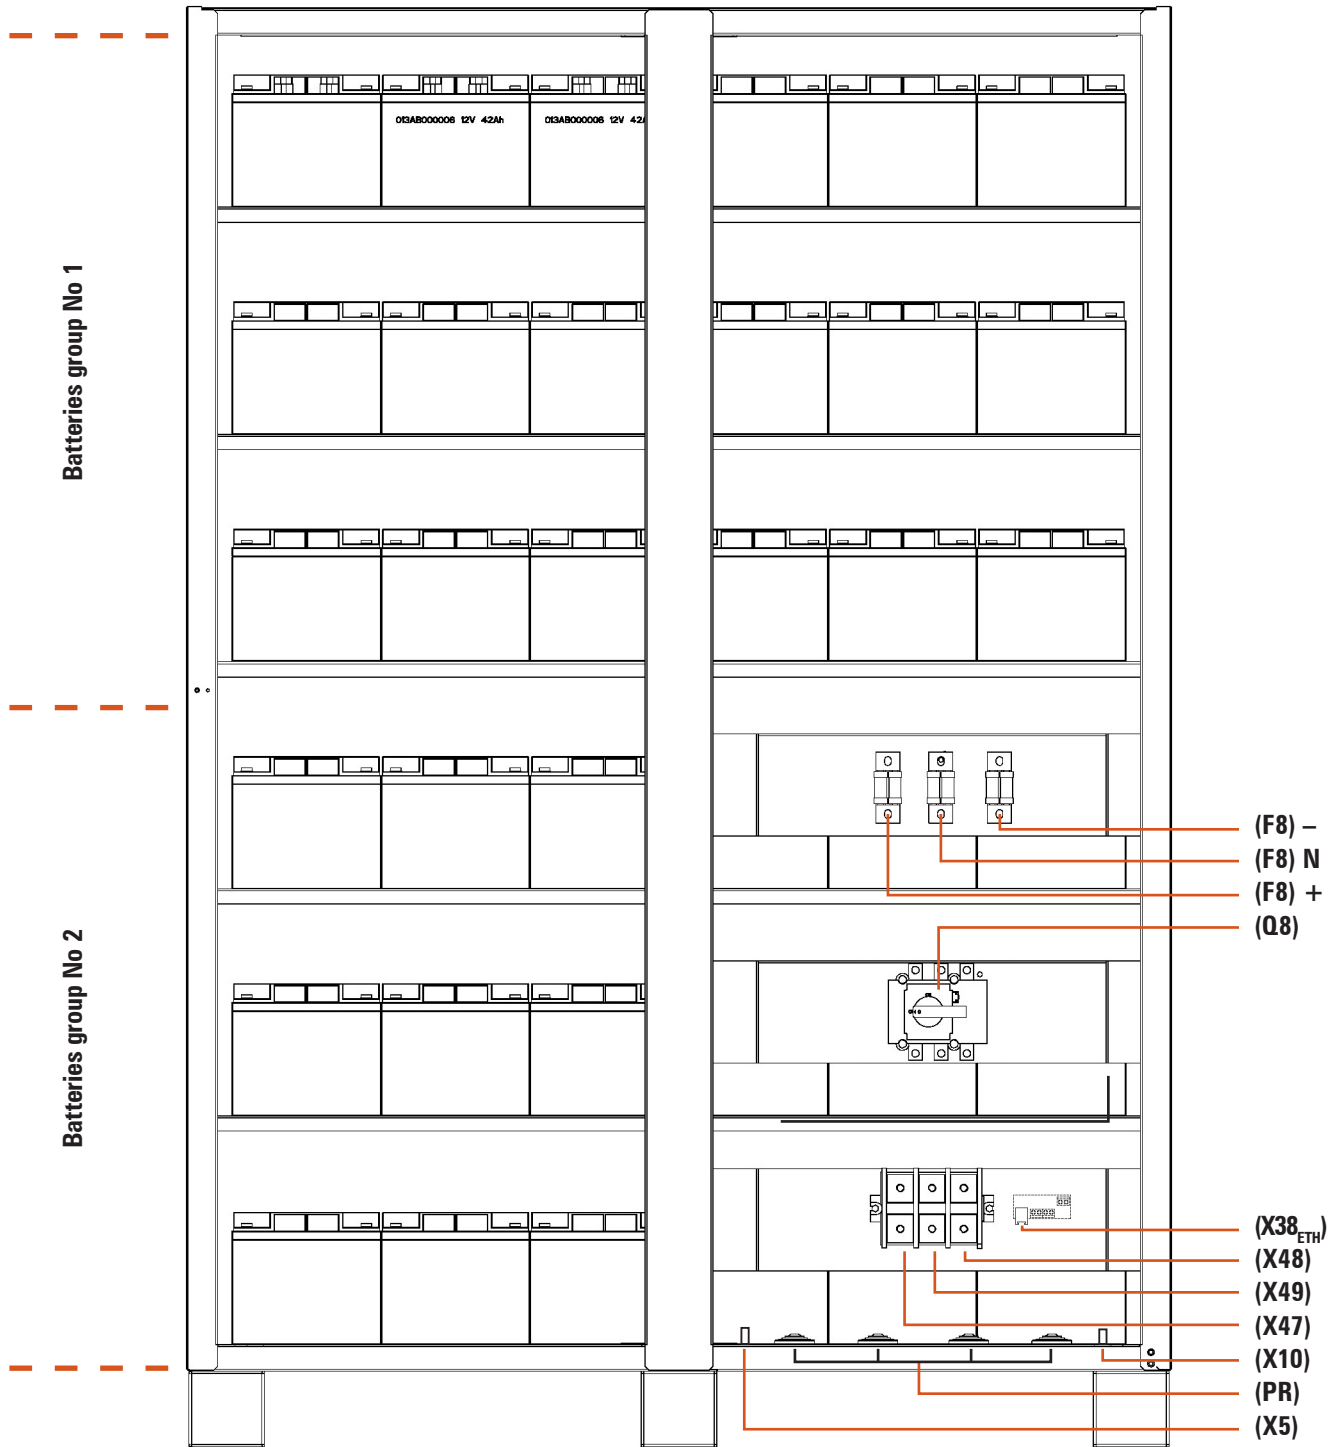 013AB000006 12V 42Ah
013AB000006 12V 42
Batteries group No 1
Batteries group No 2
(F8) –
(F8) N
(F8) +
(Q8)
(X38ETH)
(X48)
(X49)
(X47)
(X10)
(PR)
(X5)